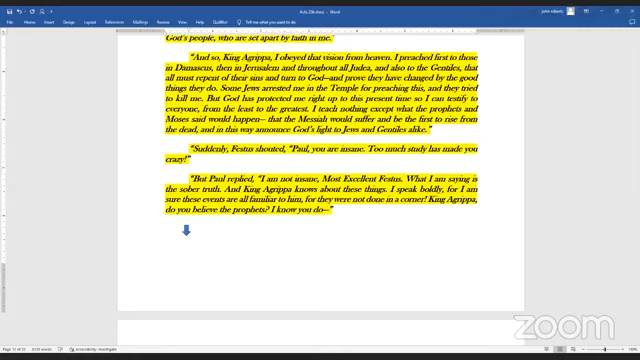 Acts 23b.docx - Word
john roberts
File Home Insert Draw Design Layout References Mailings Review View Help QuillBot Tell me what you want to do
God's people, who are set apart by faith in me.'
"And so, King Agrippa, I obeyed that vision from heaven. I preached first to those
in Damascus, then in Jerusalem and throughout all Judea, and also to the Gentiles, that
all must repent of their sins and turn to God—and prove they have changed by the good
things they do. Some Jews arrested me in the Temple for preaching this, and they tried
to kill me. But God has protected me right up to this present time so I can testify to
everyone, from the least to the greatest. I teach nothing except what the prophets and
Moses said would happen— that the Messiah would suffer and be the first to rise from
the dead, and in this way announce God's light to Jews and Gentiles alike."
"Suddenly, Festus shouted, "Paul, you are insane. Too much study has made you
crazy!"
"But Paul replied, "I am not insane, Most Excellent Festus. What I am saying is
the sober truth. And King Agrippa knows about these things. I speak boldly, for I am
sure these events are all familiar to him, for they were not done in a corner! King Agrippa,
do you believe the prophets? I know you do—"
zoom
Accessibility: Investigate